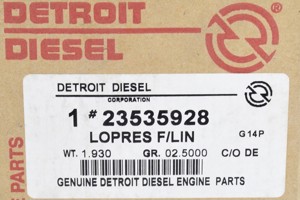 DETROIT
DIESEL
DETROIT DIESEL
CORPORATION
1 # 23535928
LOPRES F/LIN
G14P
WT. 1.930 GR. 02.5000 C/O DE
GENUINE DETROIT DIESEL ENGINE PARTS
PARTS